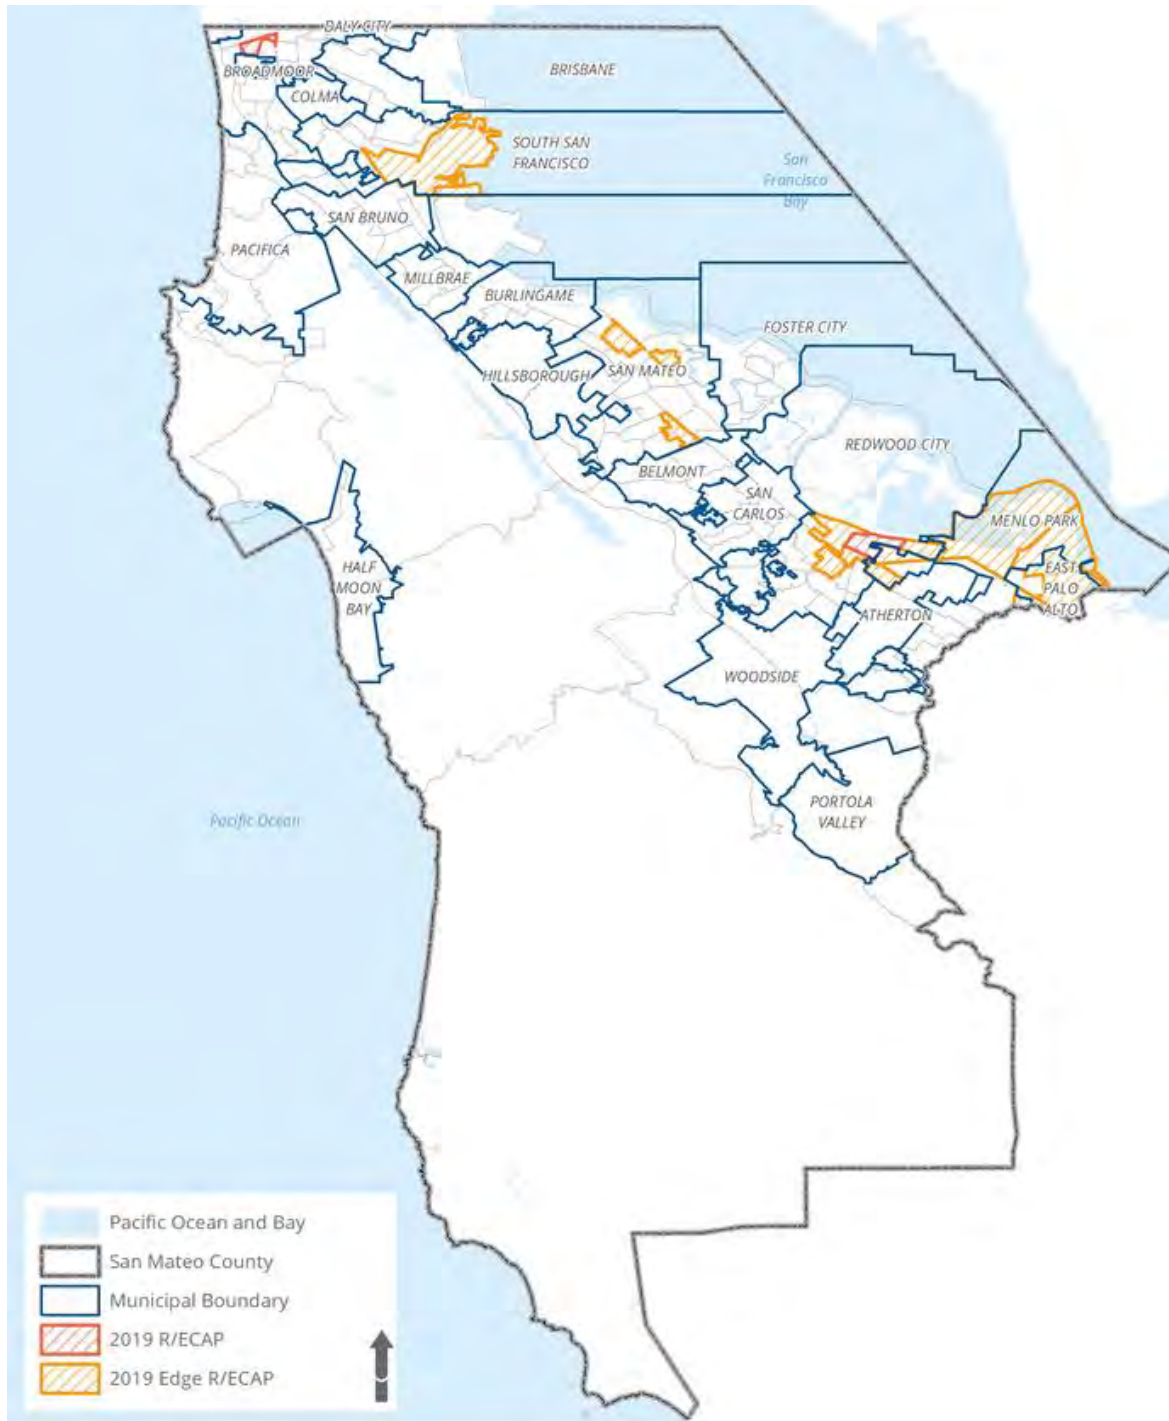 DALY CITY
BROADMOOR
BRISBANE
COLMA
SOUTH SAN
FRANCISCO
San
Francisco
Bay
SAN BRUNO
PACIFICA
MILLBRAE
BURLINGAME
FOSTER CITY
HILLSBOROUGH
SAN MATEO
REDWOOD CITY
BELMONT
SAN
CARLOS
MENLO PARK
HALF
MOON
BAY
EAST
PALO
ALTO
ATHERTON
WOODSIDE
PORTOLA
VALLEY
Pacific Ocean
Pacific Ocean and Bay
San Mateo County
Municipal Boundary
2019 R/ECAP
2019 Edge R/ECAP